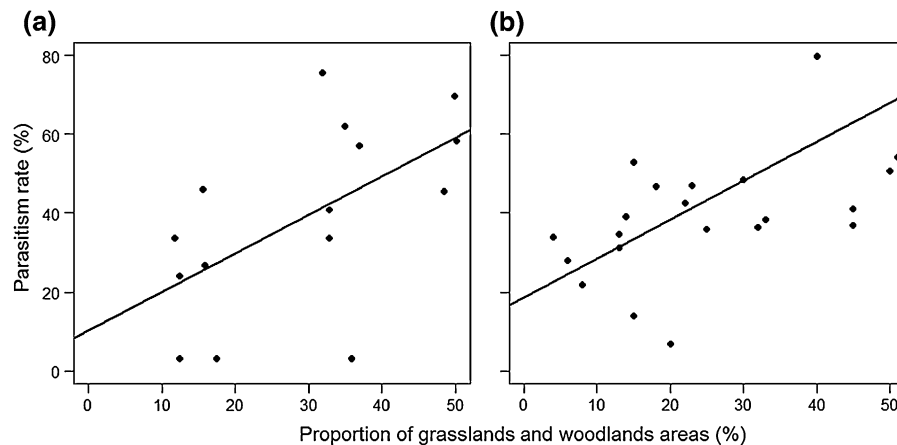 (a)
(b)
80
60
40
20
0
Parasitism rate (%)
0 10 20 30 40 50
0 10 20 30 40 50
Proportion of grasslands and woodlands areas (%)